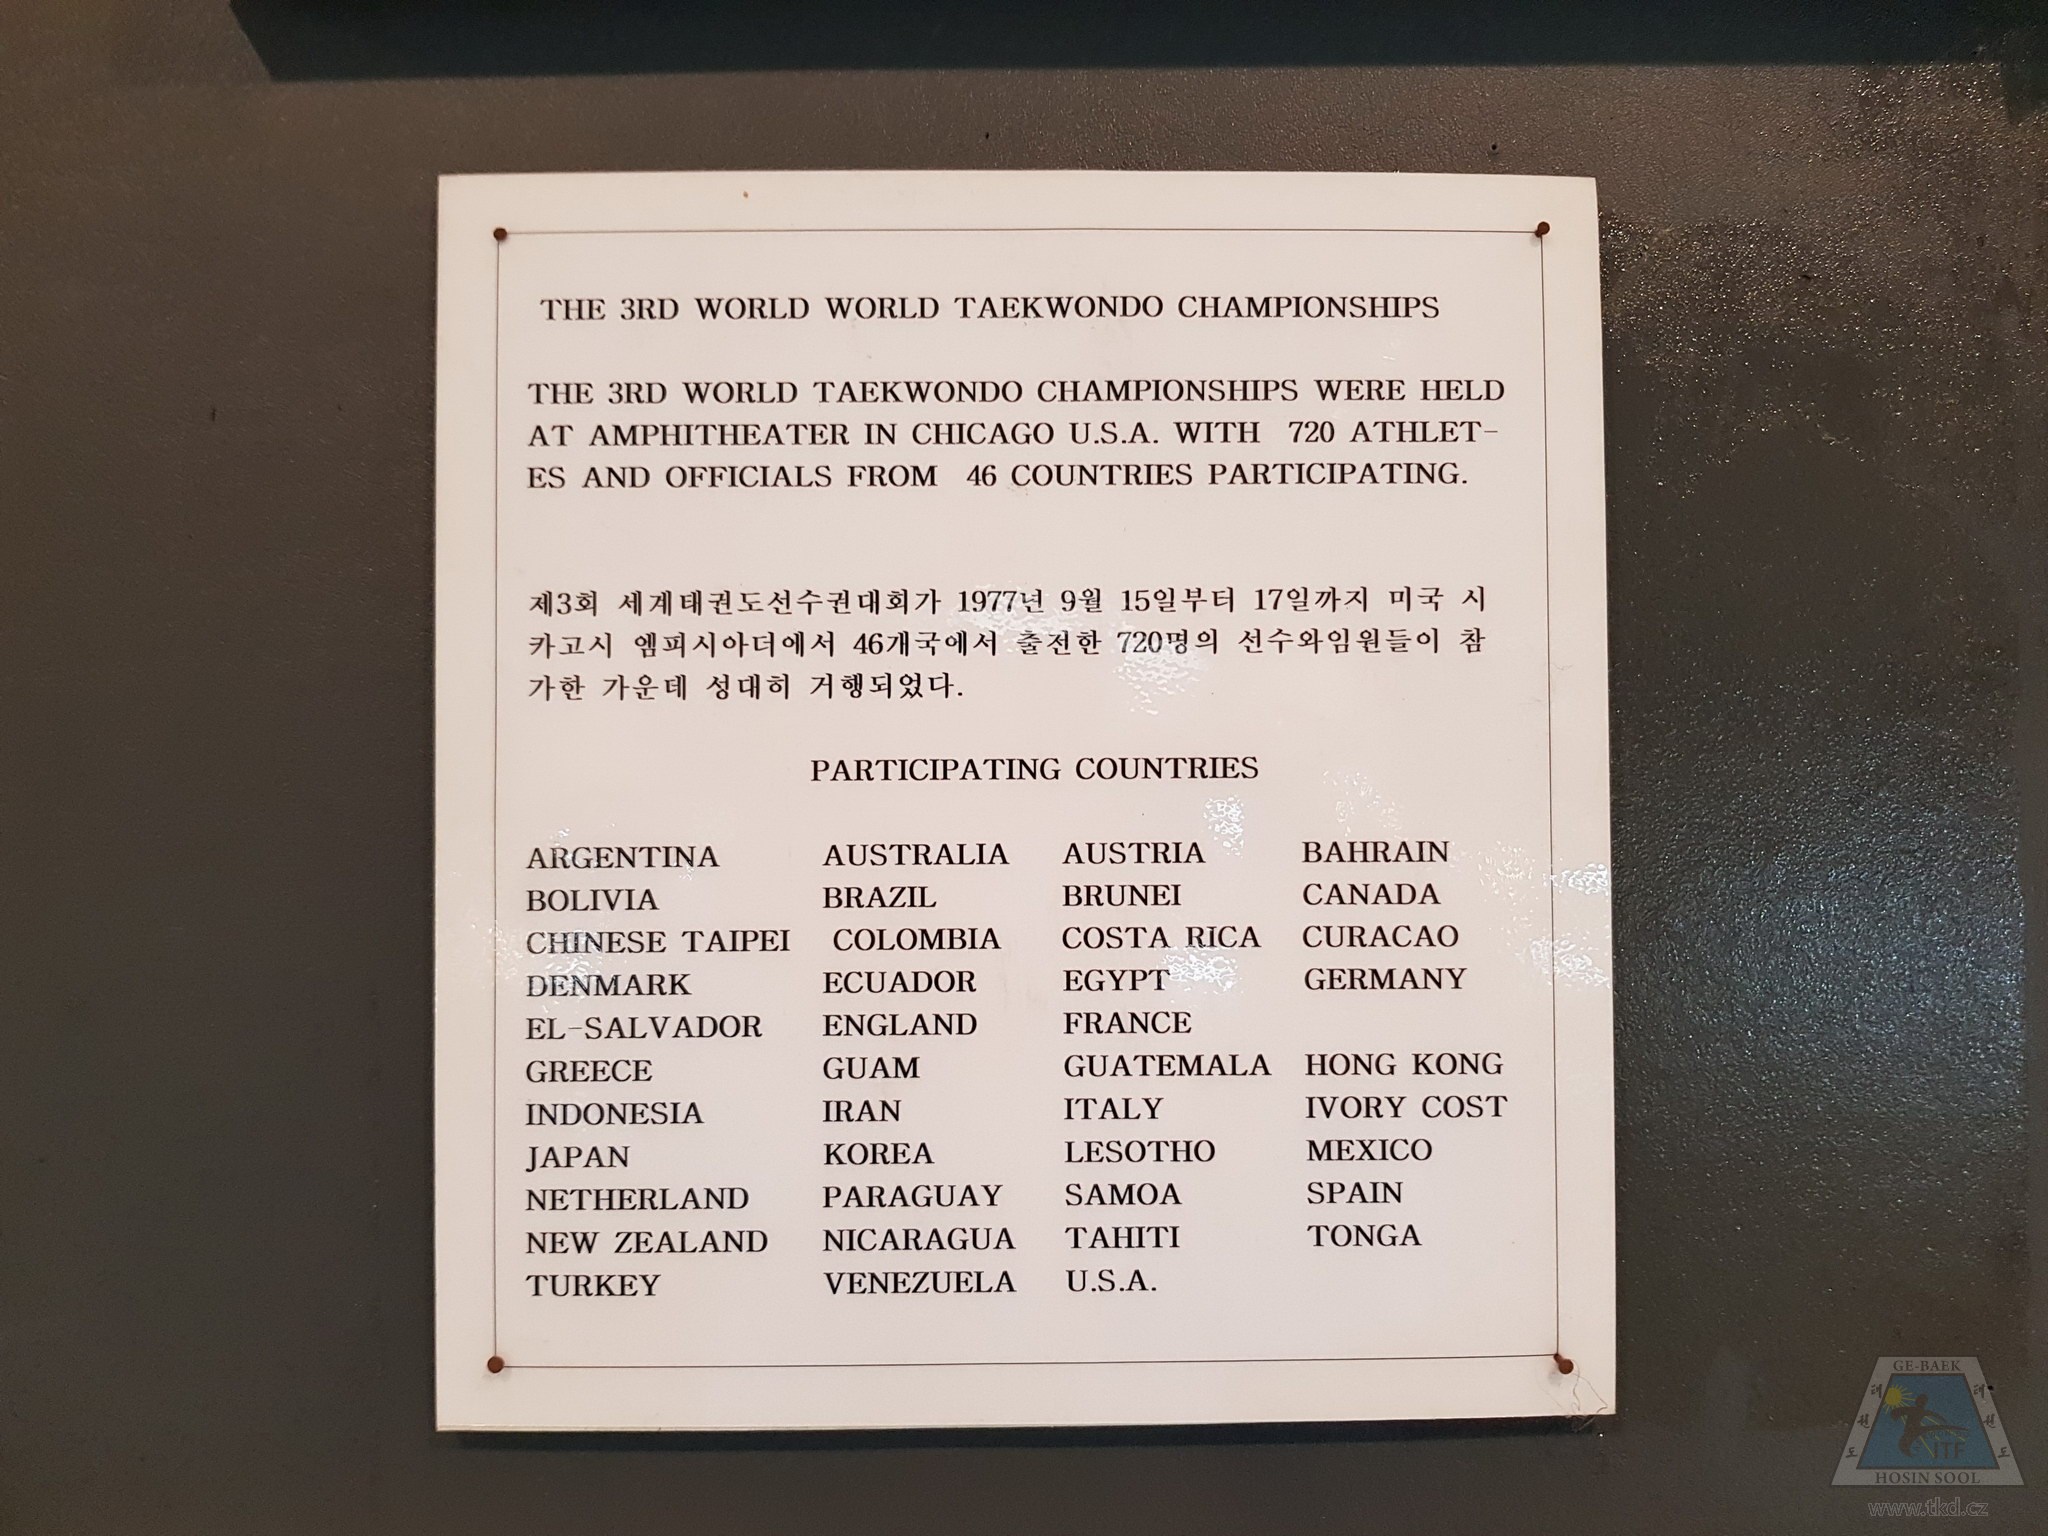 THE 3RD WORLD WORLD TAEKWONDO CHAMPIONSHIPS
THE 3RD WORLD TAEKWONDO CHAMPIONSHIPS WERE HELD
AT AMPHITHEATER IN CHICAGO U.S.A. WITH 720 ATHLET-
ES AND OFFICIALS FROM 46 COUNTRIES PARTICIPATING.
제3회 세계태권도선수권대회가 1977년 9월 15일부터 17일까지 미국 시
카고시 엠피시아더에서 46개국에서 출전한 720명의 선수와임원들이 참
가한 가운데 성대히 거행되었다.
PARTICIPATING COUNTRIES
ARGENTINA AUSTRALIA AUSTRIA BAHRAIN
BOLIVIA BRAZIL BRUNEI CANADA
CHINESE TAIPEI COLOMBIA COSTA RICA CURACAO
DENMARK ECUADOR EGYPT GERMANY
EL-SALVADOR ENGLAND FRANCE
GREECE GUAM GUATEMALA HONG KONG
INDONESIA IRAN ITALY IVORY COST
JAPAN KOREA LESOTHO MEXICO
NETHERLAND PARAGUAY SAMOA SPAIN
NEW ZEALAND NICARAGUA TAHITI TONGA
TURKEY VENEZUELA U.S.A.
GE-BAEK
태 태
권 권
도 도
ITF
HOSIN SOOL
www.tkd.cz